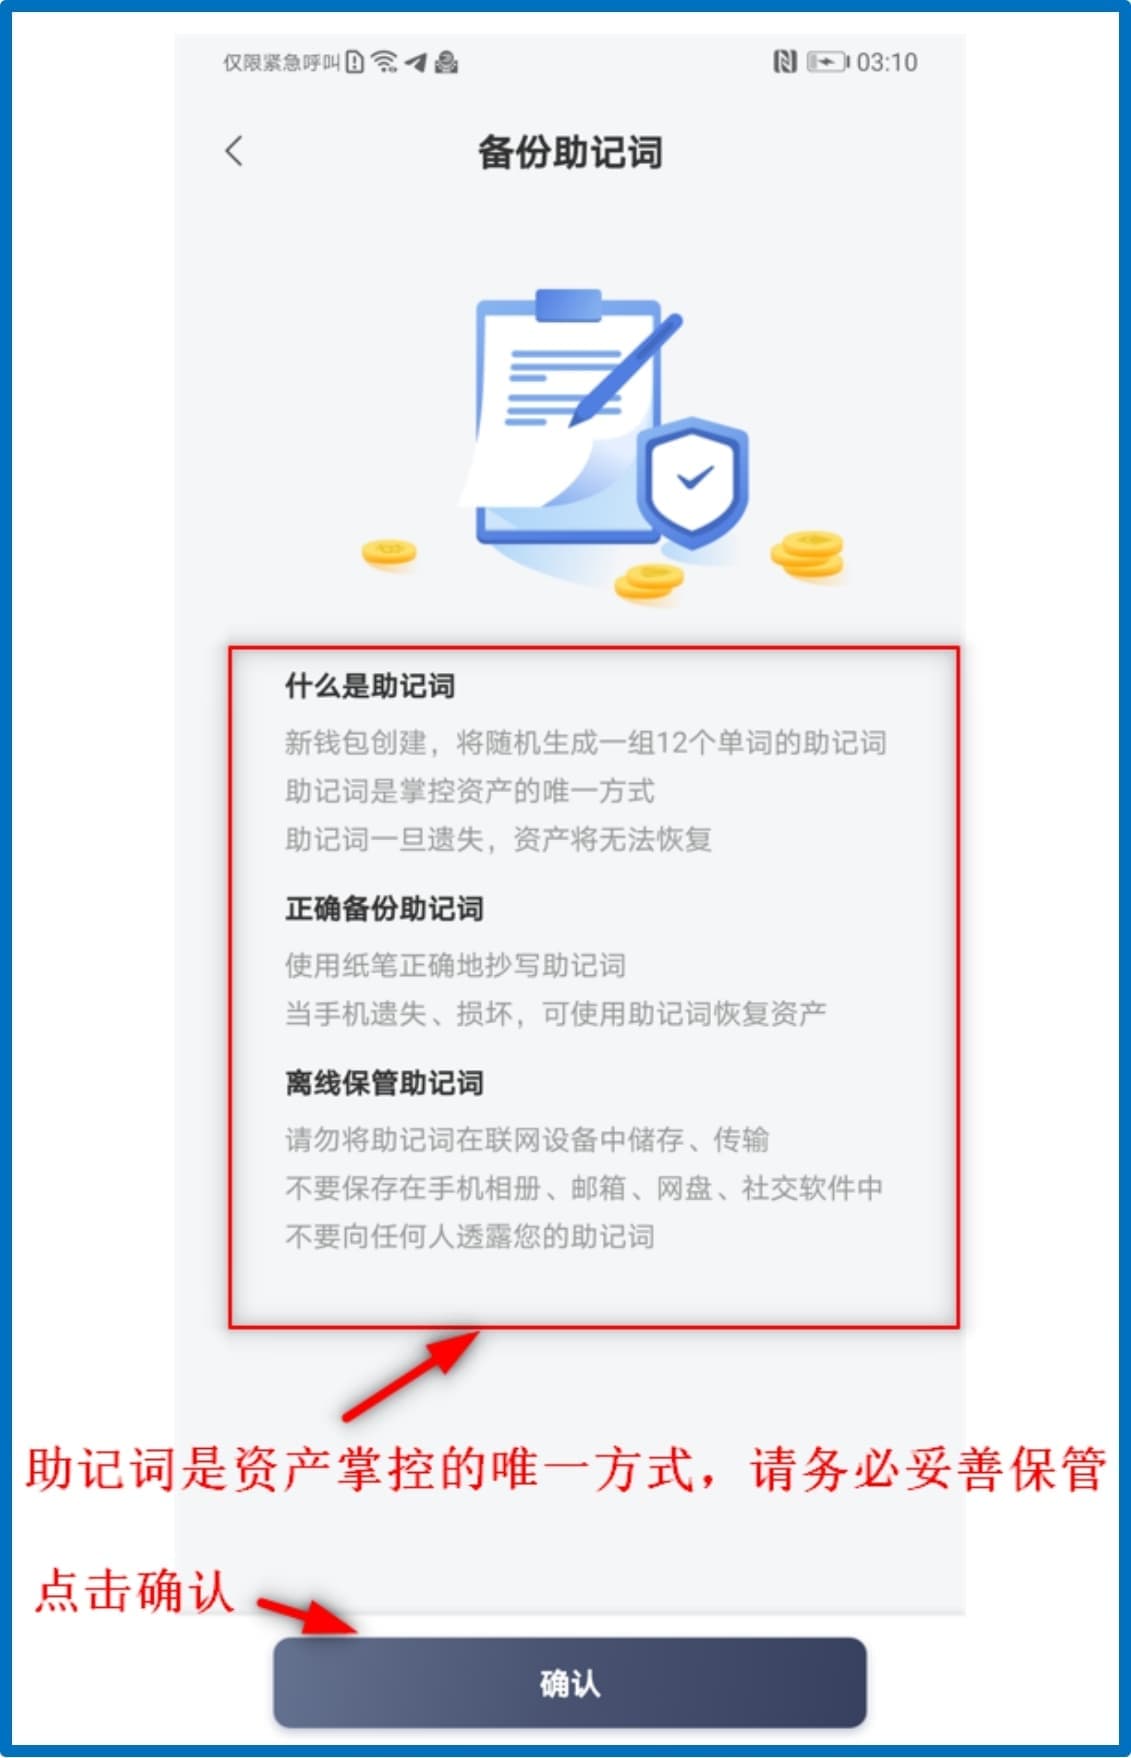 仅限紧急呼叫 03:10
备份助记词
什么是助记词
新钱包创建，将随机生成一组12个单词的助记词
助记词是掌控资产的唯一方式
助记词一旦遗失，资产将无法恢复
正确备份助记词
使用纸笔正确地抄写助记词
当手机遗失、损坏，可使用助记词恢复资产
离线保管助记词
请勿将助记词在联网设备中储存、传输
不要保存在手机相册、邮箱、网盘、社交软件中
不要向任何人透露您的助记词
助记词是资产掌控的唯一方式，请务必妥善保管
点击确认
确认